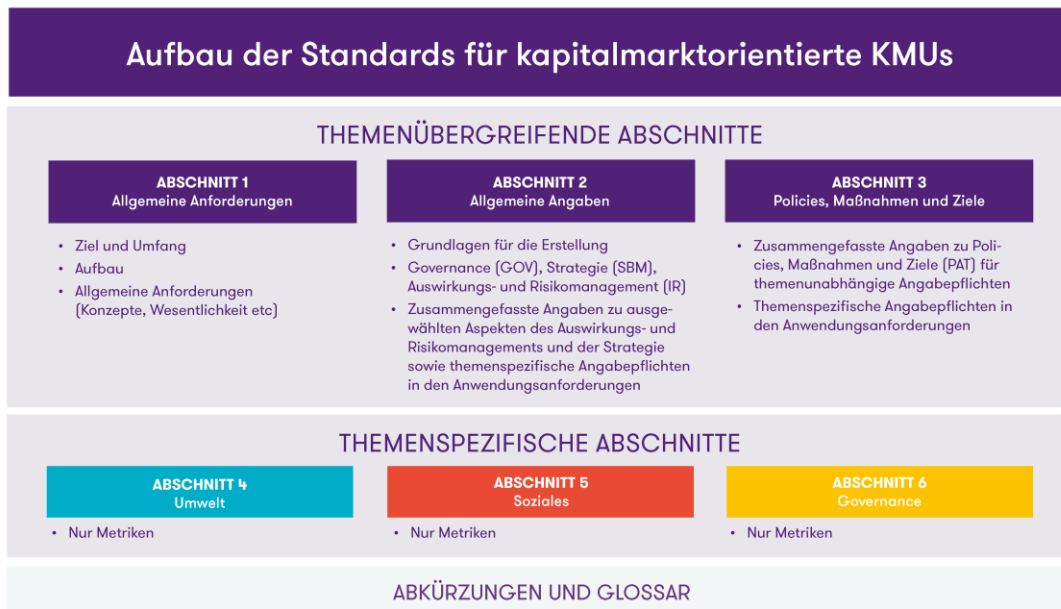 Aufbau der Standards für kapitalmarktorientierte KMUs
THEMENÜBERGREIFENDE ABSCHNITTE
ABSCHNITT 1
Allgemeine Anforderungen
• Ziel und Umfang
• Aufbau
• Allgemeine Anforderungen
(Konzepte, Wesentlichkeit etc)
ABSCHNITT 2
Allgemeine Angaben
• Grundlagen für die Erstellung
• Governance (GOV), Strategie (SBM),
Auswirkungs- und Risikomanagement (IR)
• Zusammengefasste Angaben zu ausge-
wählten Aspekten des Auswirkungs- und
Risikomanagements und der Strategie
sowie themenspezifische Angabepflichten
in den Anwendungsanforderungen
ABSCHNITT 3
Policies, Maßnahmen und Ziele
• Zusammengefasste Angaben zu Poli-
cies, Maßnahmen und Ziele (PAT) für
themenunabhängige Angabepflichten
• Themenspezifische Angabepflichten in
den Anwendungsanforderungen
THEMENSPEZIFISCHE ABSCHNITTE
ABSCHNITT 4
Umwelt
• Nur Metriken
ABSCHNITT 5
Soziales
• Nur Metriken
ABSCHNITT 6
Governance
• Nur Metriken
ABKÜRZUNGEN UND GLOSSAR